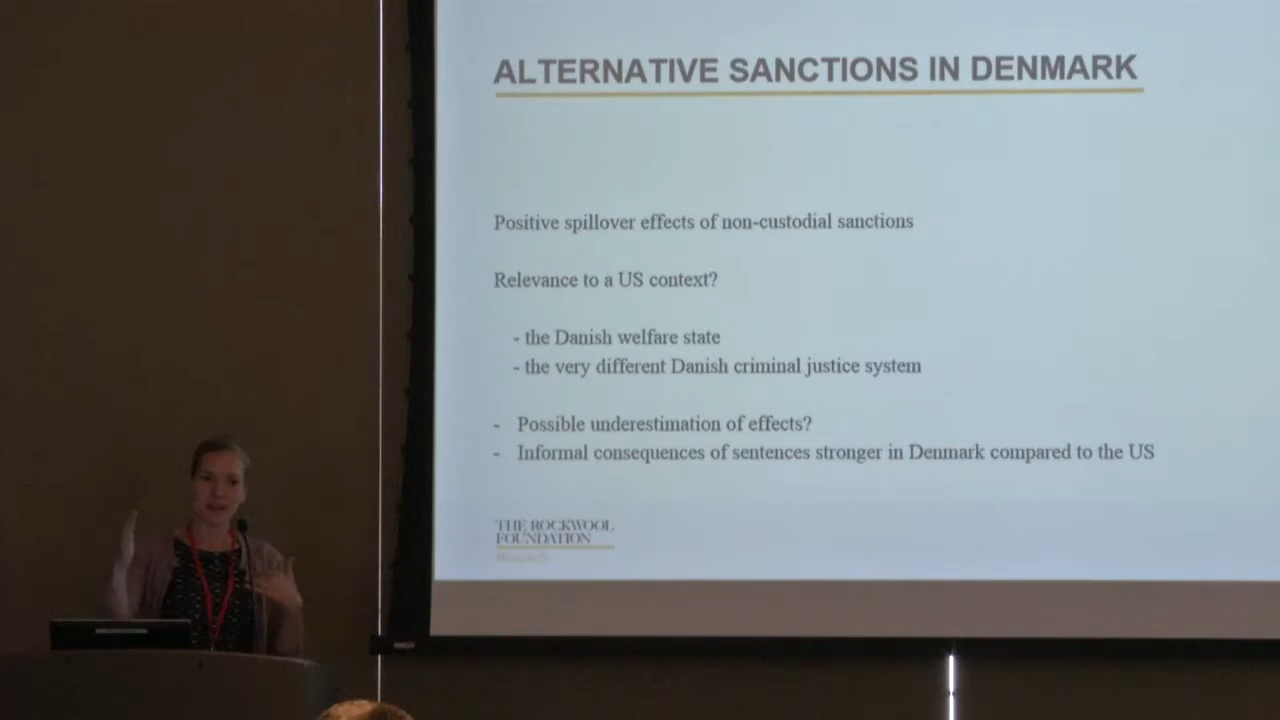 ALTERNATIVE SANCTIONS IN DENMARK
Positive spillover effects of non-custodial sanctions
Relevance to a US context?
- the Danish welfare state
- the very different Danish criminal justice system
- Possible underestimation of effects?
- Informal consequences of sentences stronger in Denmark compared to the US
THE ROCKWOOL
FOUNDATION